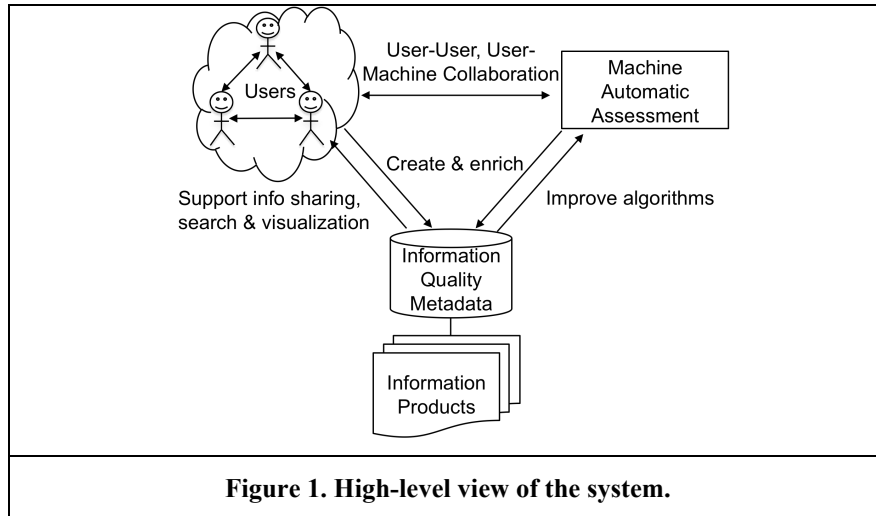 User-User, User-
Machine Collaboration
Users
Machine
Automatic
Assessment
Create & enrich
Support info sharing,
search & visualization
Improve algorithms
Information
Quality
Metadata
Information
Products
Figure 1. High-level view of the system.